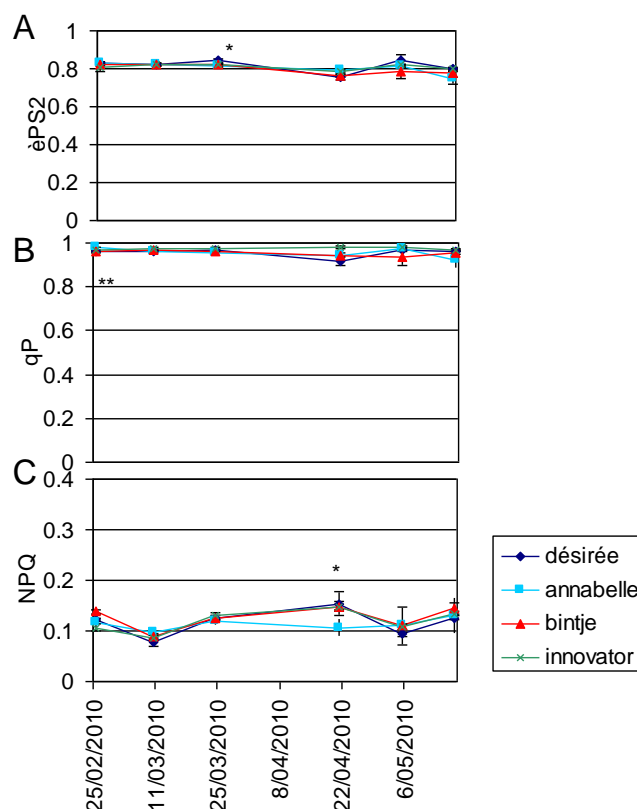 A
1
0.8
0.6
0.4
0.2
0
èPS2
*
B
1
0.8
0.6
0.4
0.2
0
qP
**
C
0.4
0.3
0.2
0.1
0
NPQ
*
25/02/2010
11/03/2010
25/03/2010
8/04/2010
22/04/2010
6/05/2010
désirée
annabelle
bintje
innovator